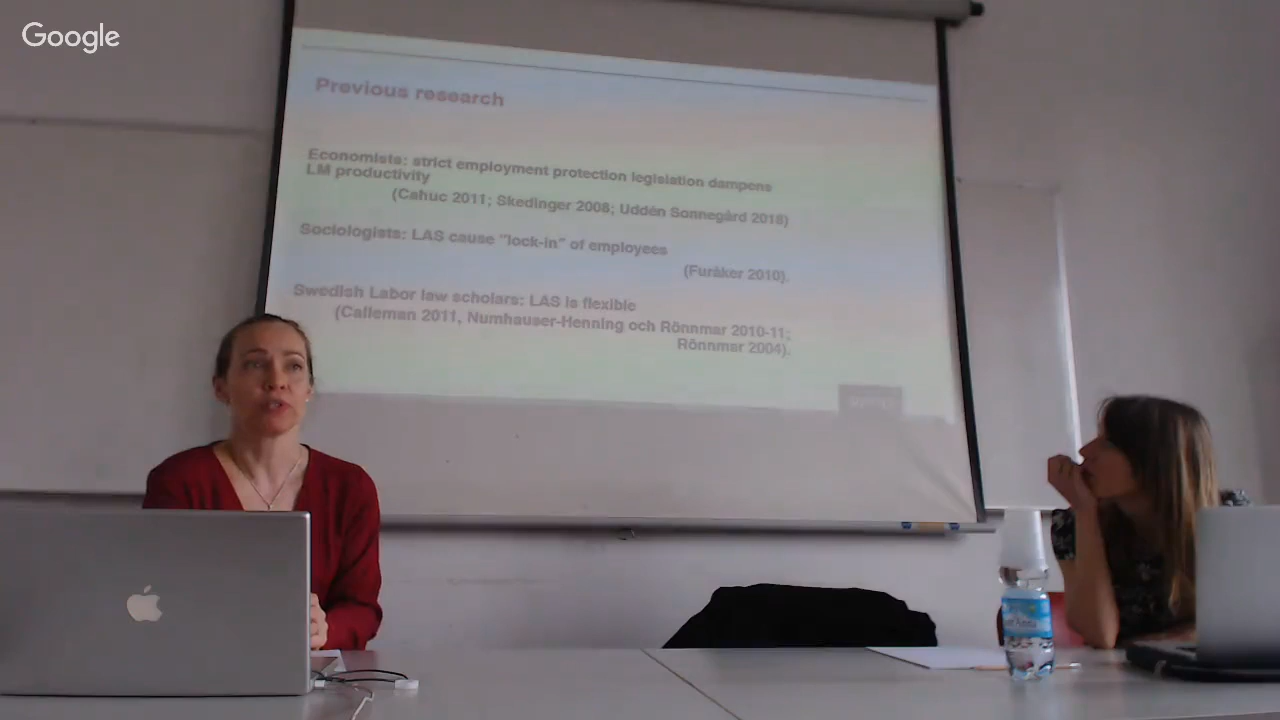 Google
Previous research
Economists: strict employment protection legislation dampens
LM productivity
(Cahuc 2011; Skedinger 2008; Uddén Sonnegård 2018)
Sociologists: LAS cause "lock-in" of employees
(Furåker 2010).
Swedish Labor law scholars: LAS is flexible
(Calleman 2011, Numhauser-Henning och Rönnmar 2010-11;
Rönnmar 2004).